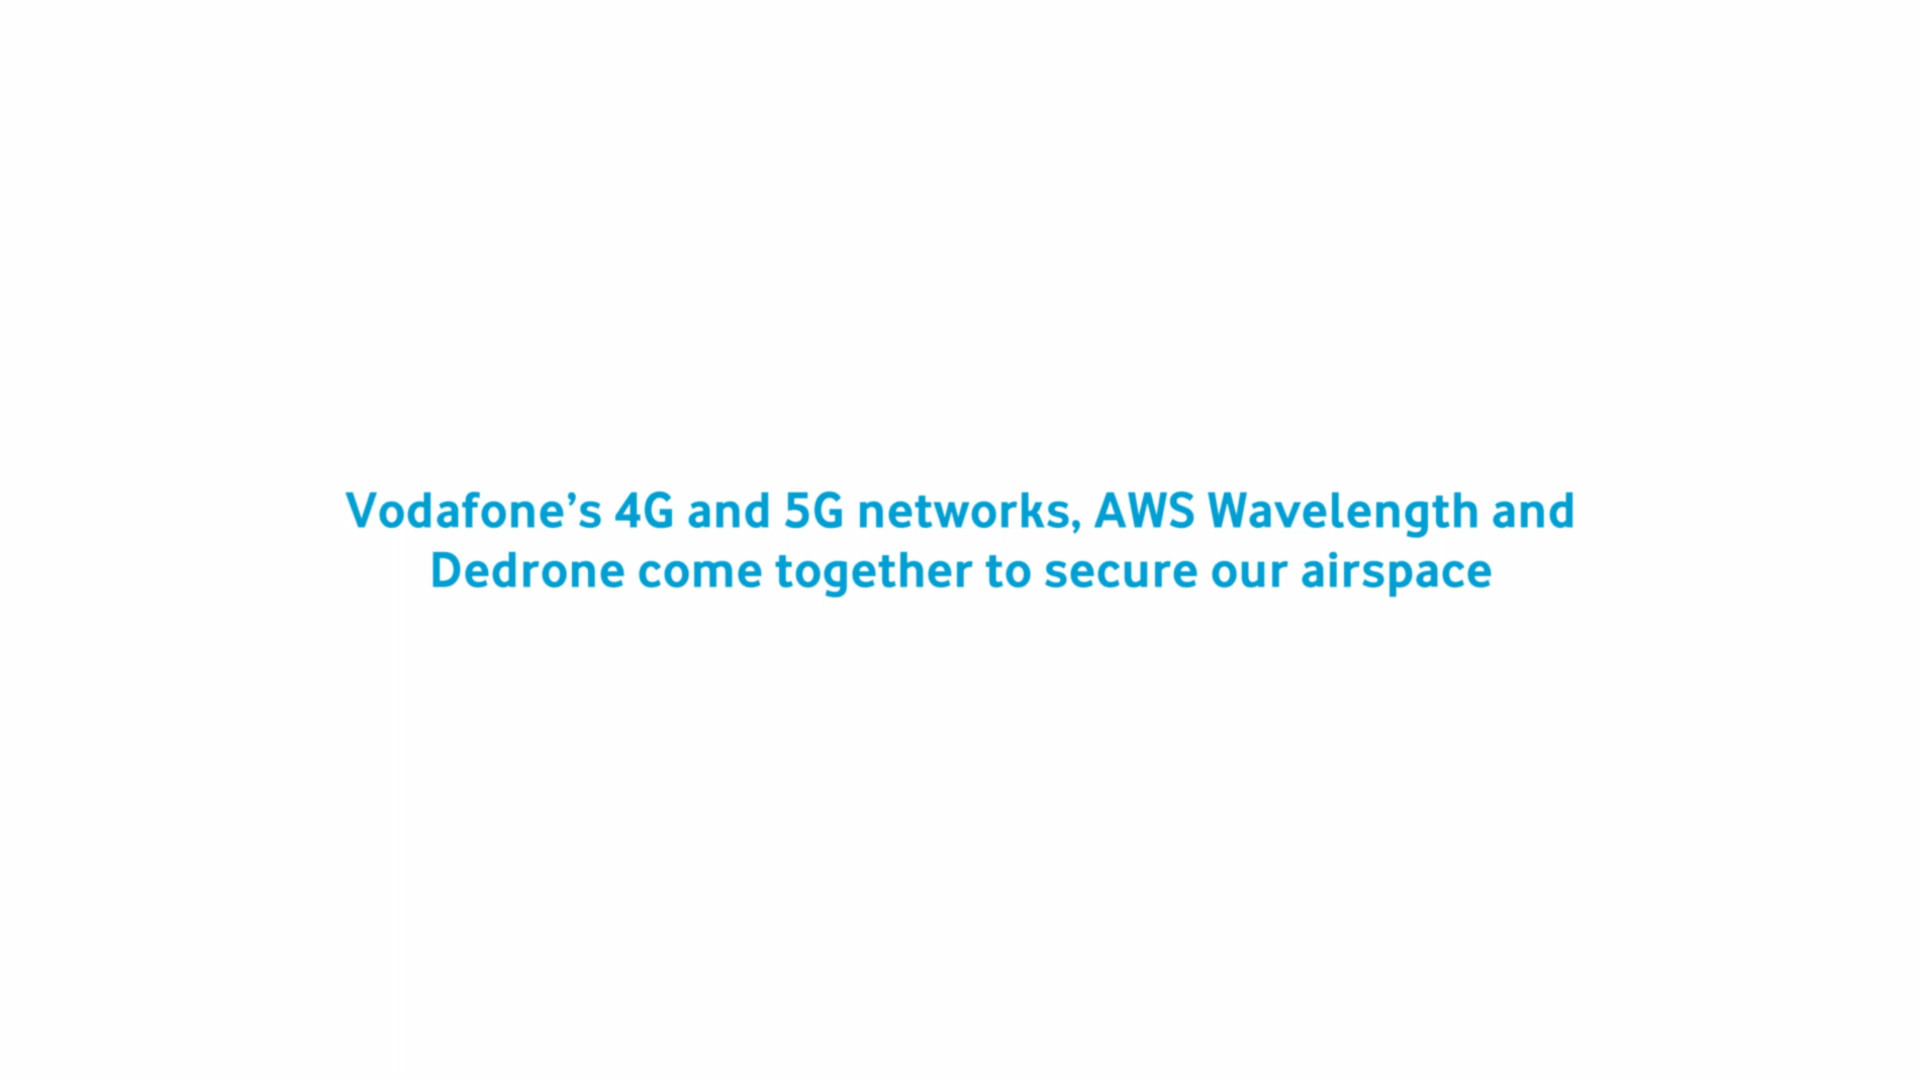 Vodafone’s 4G and 5G networks, AWS Wavelength and
Dedrone come together to secure our airspace